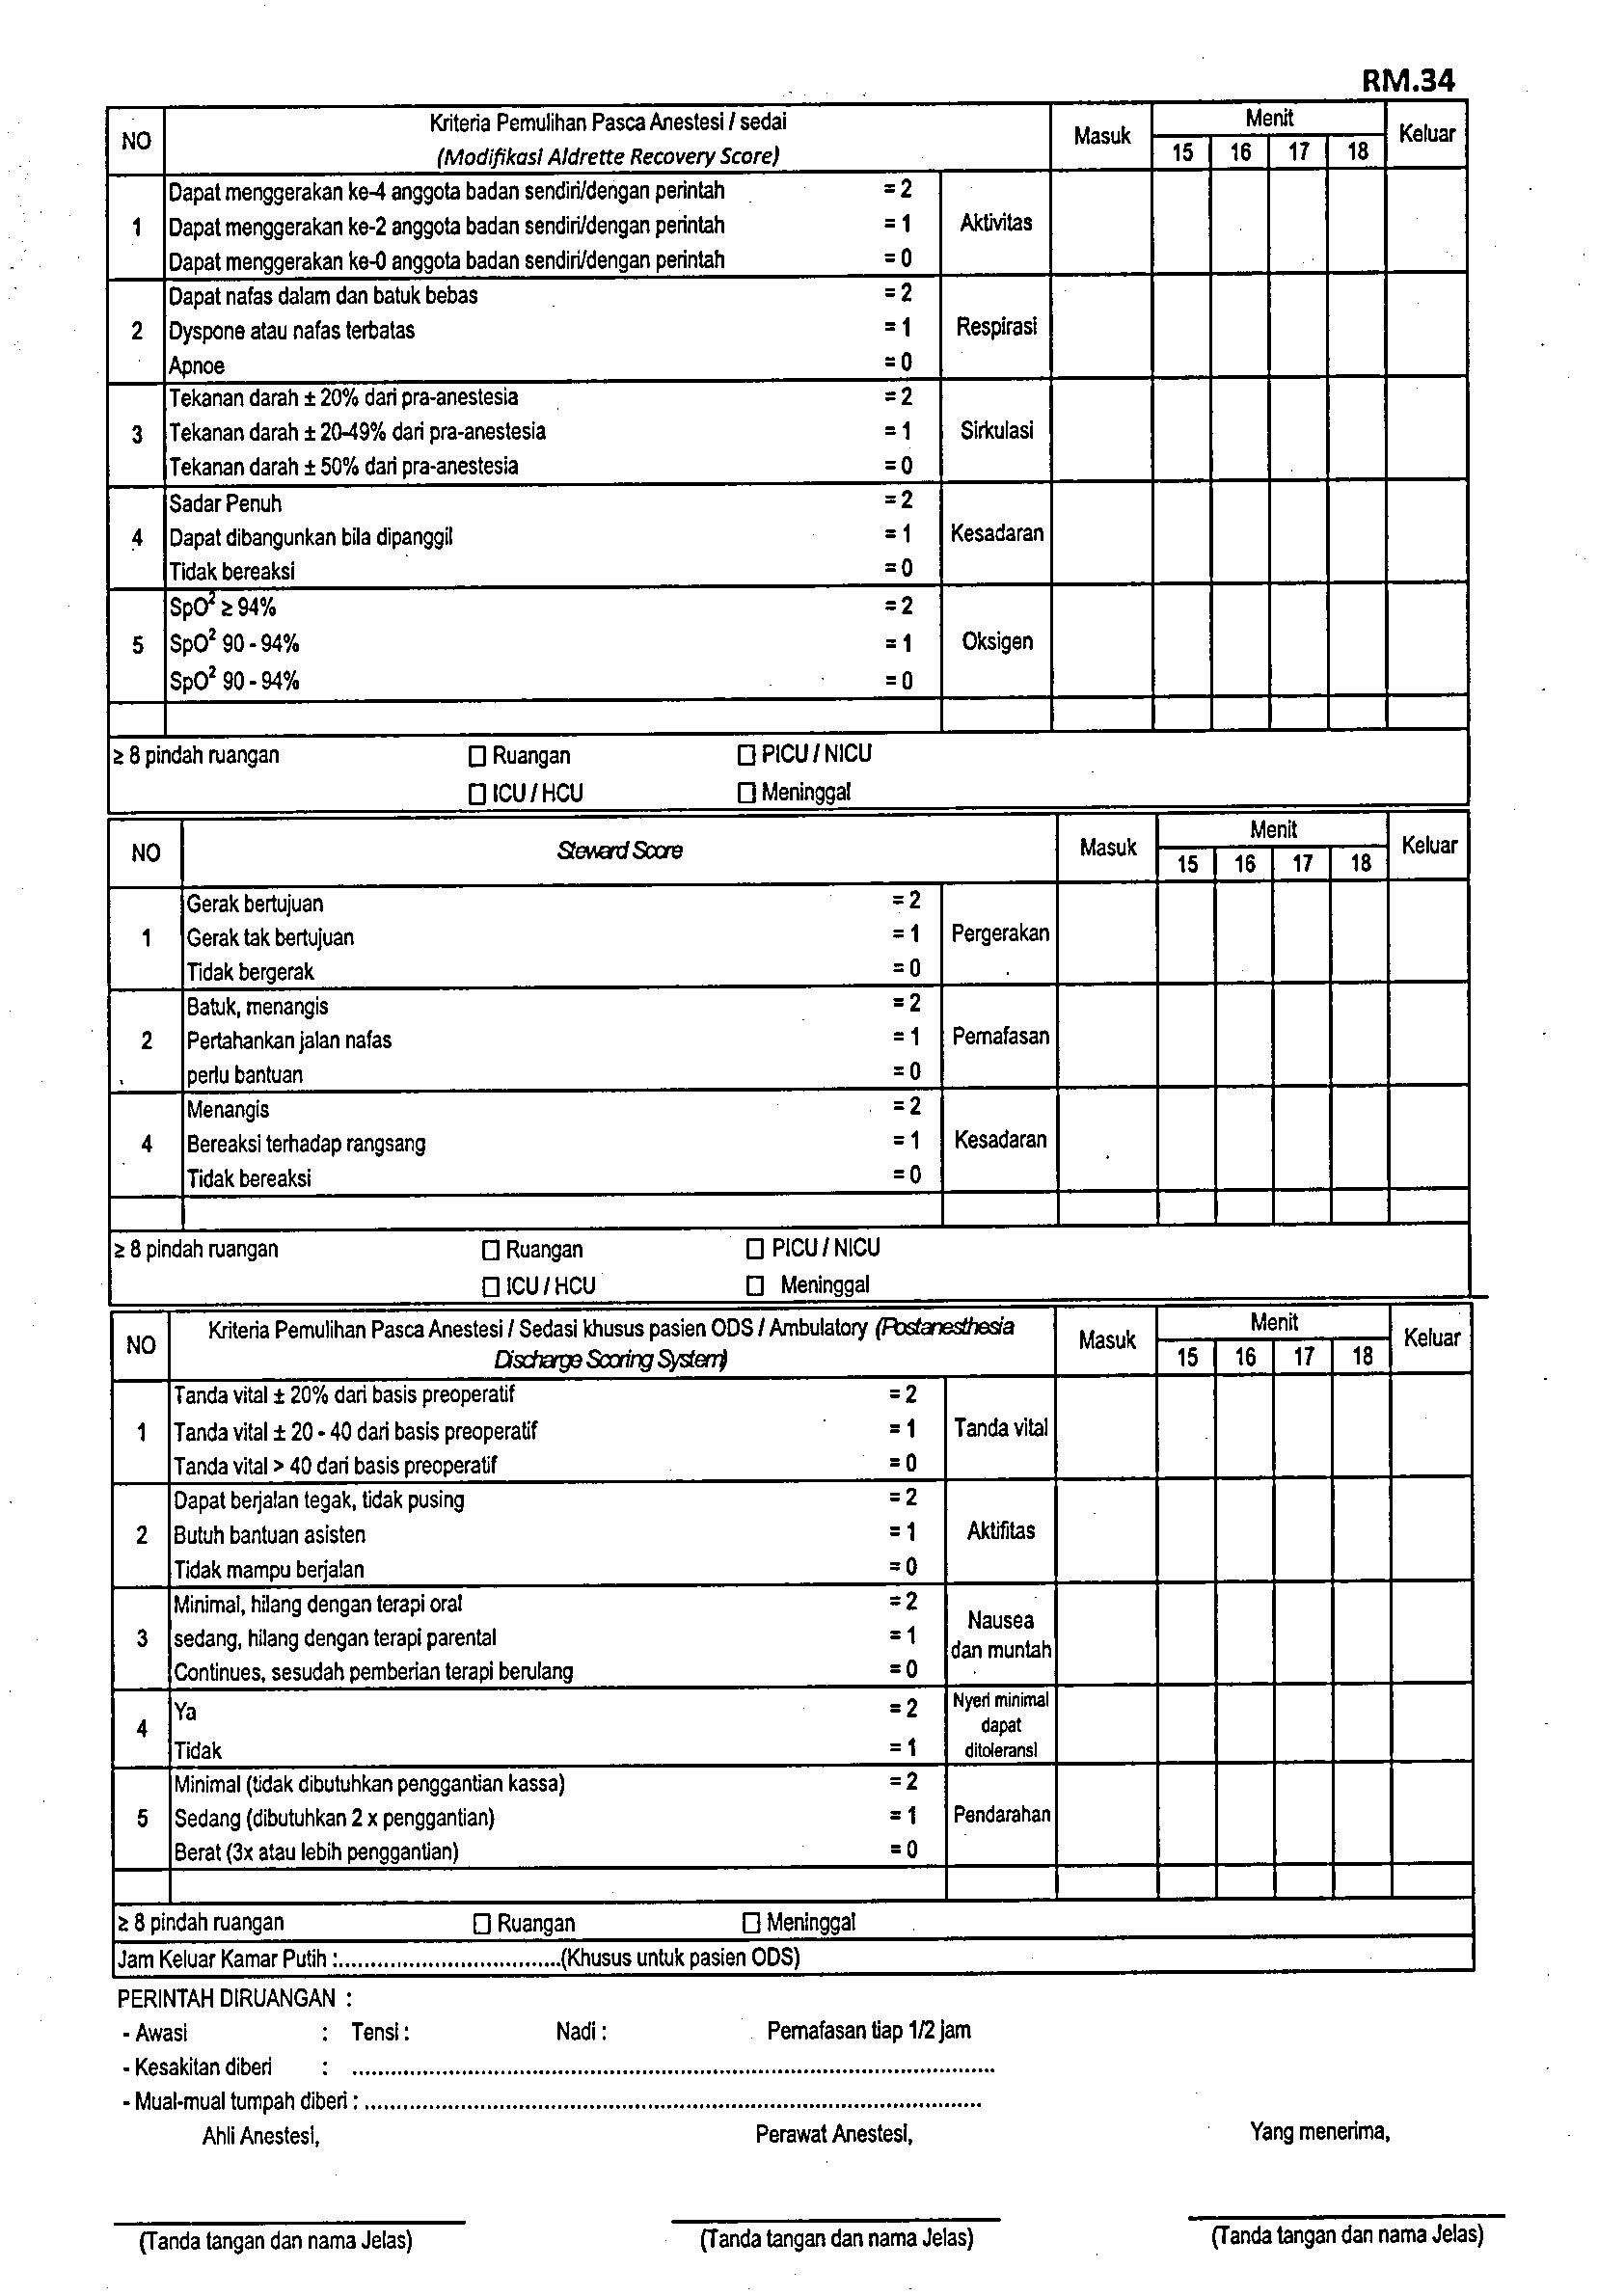 RM.34
NO Kriteria Pemulihan Pasca Anestesi / sedai Masuk Menit Keluar
(Modifikasi Aldrette Recovery Score) 15 16 17 18
Dapat menggerakan ke-4 anggota badan sendiri/dengan perintah = 2
1 Dapat menggerakan ke-2 anggota badan sendiri/dengan perintah = 1 Aktivitas
Dapat menggerakan ke-0 anggota badan sendiri/dengan perintah = 0
Dapat nafas dalam dan batuk bebas = 2
2 Dyspone atau nafas terbatas = 1 Respirasi
Apnoe = 0
Tekanan darah ± 20% dari pra-anestesia = 2
3 Tekanan darah ± 20-49% dari pra-anestesia = 1 Sirkulasi
Tekanan darah ± 50% dari pra-anestesia = 0
Sadar Penuh = 2
4 Dapat dibangunkan bila dipanggil = 1 Kesadaran
Tidak bereaksi = 0
SpO² ≥ 94% = 2
5 SpO² 90 - 94% = 1 Oksigen
SpO² 90 - 94% = 0
≥ 8 pindah ruangan ☐ Ruangan ☐ PICU / NICU
☐ ICU / HCU ☐ Meninggal
NO Steward Score Masuk Menit Keluar
15 16 17 18
Gerak bertujuan = 2
1 Gerak tak bertujuan = 1 Pergerakan
Tidak bergerak = 0
Batuk, menangis = 2
2 Pertahankan jalan nafas = 1 Pernafasan
perlu bantuan = 0
Menangis = 2
4 Bereaksi terhadap rangsang = 1 Kesadaran
Tidak bereaksi = 0
≥ 8 pindah ruangan ☐ Ruangan ☐ PICU / NICU
☐ ICU / HCU ☐ Meninggal
NO Kriteria Pemulihan Pasca Anestesi / Sedasi khusus pasien ODS / Ambulatory (Postanesthesia Masuk Menit Keluar
Discharge Scoring System) 15 16 17 18
Tanda vital ± 20% dari basis preoperatif = 2
1 Tanda vital ± 20 - 40 dari basis preoperatif = 1 Tanda vital
Tanda vital > 40 dari basis preoperatif = 0
Dapat berjalan tegak, tidak pusing = 2
2 Butuh bantuan asisten = 1 Aktifitas
Tidak mampu berjalan = 0
Minimal, hilang dengan terapi oral = 2 Nausea
3 sedang, hilang dengan terapi parental = 1 dan muntah
Continues, sesudah pemberian terapi berulang = 0
Ya = 2 Nyeri minimal
4 dapat
Tidak = 1 ditoleransi
Minimal (tidak dibutuhkan penggantian kassa) = 2
5 Sedang (dibutuhkan 2 x penggantian) = 1 Pendarahan
Berat (3x atau lebih penggantian) = 0
≥ 8 pindah ruangan ☐ Ruangan ☐ Meninggal
Jam Keluar Kamar Putih :..................................(Khusus untuk pasien ODS)
PERINTAH DIRUANGAN :
- Awasi : Tensi : Nadi : Pernafasan tiap 1/2 jam
- Kesakitan diberi : ....................................................................................................
- Mual-mual tumpah diberi : ................................................................................................
Ahli Anestesi, Perawat Anestesi, Yang menerima,
(Tanda tangan dan nama Jelas) (Tanda tangan dan nama Jelas) (Tanda tangan dan nama Jelas)